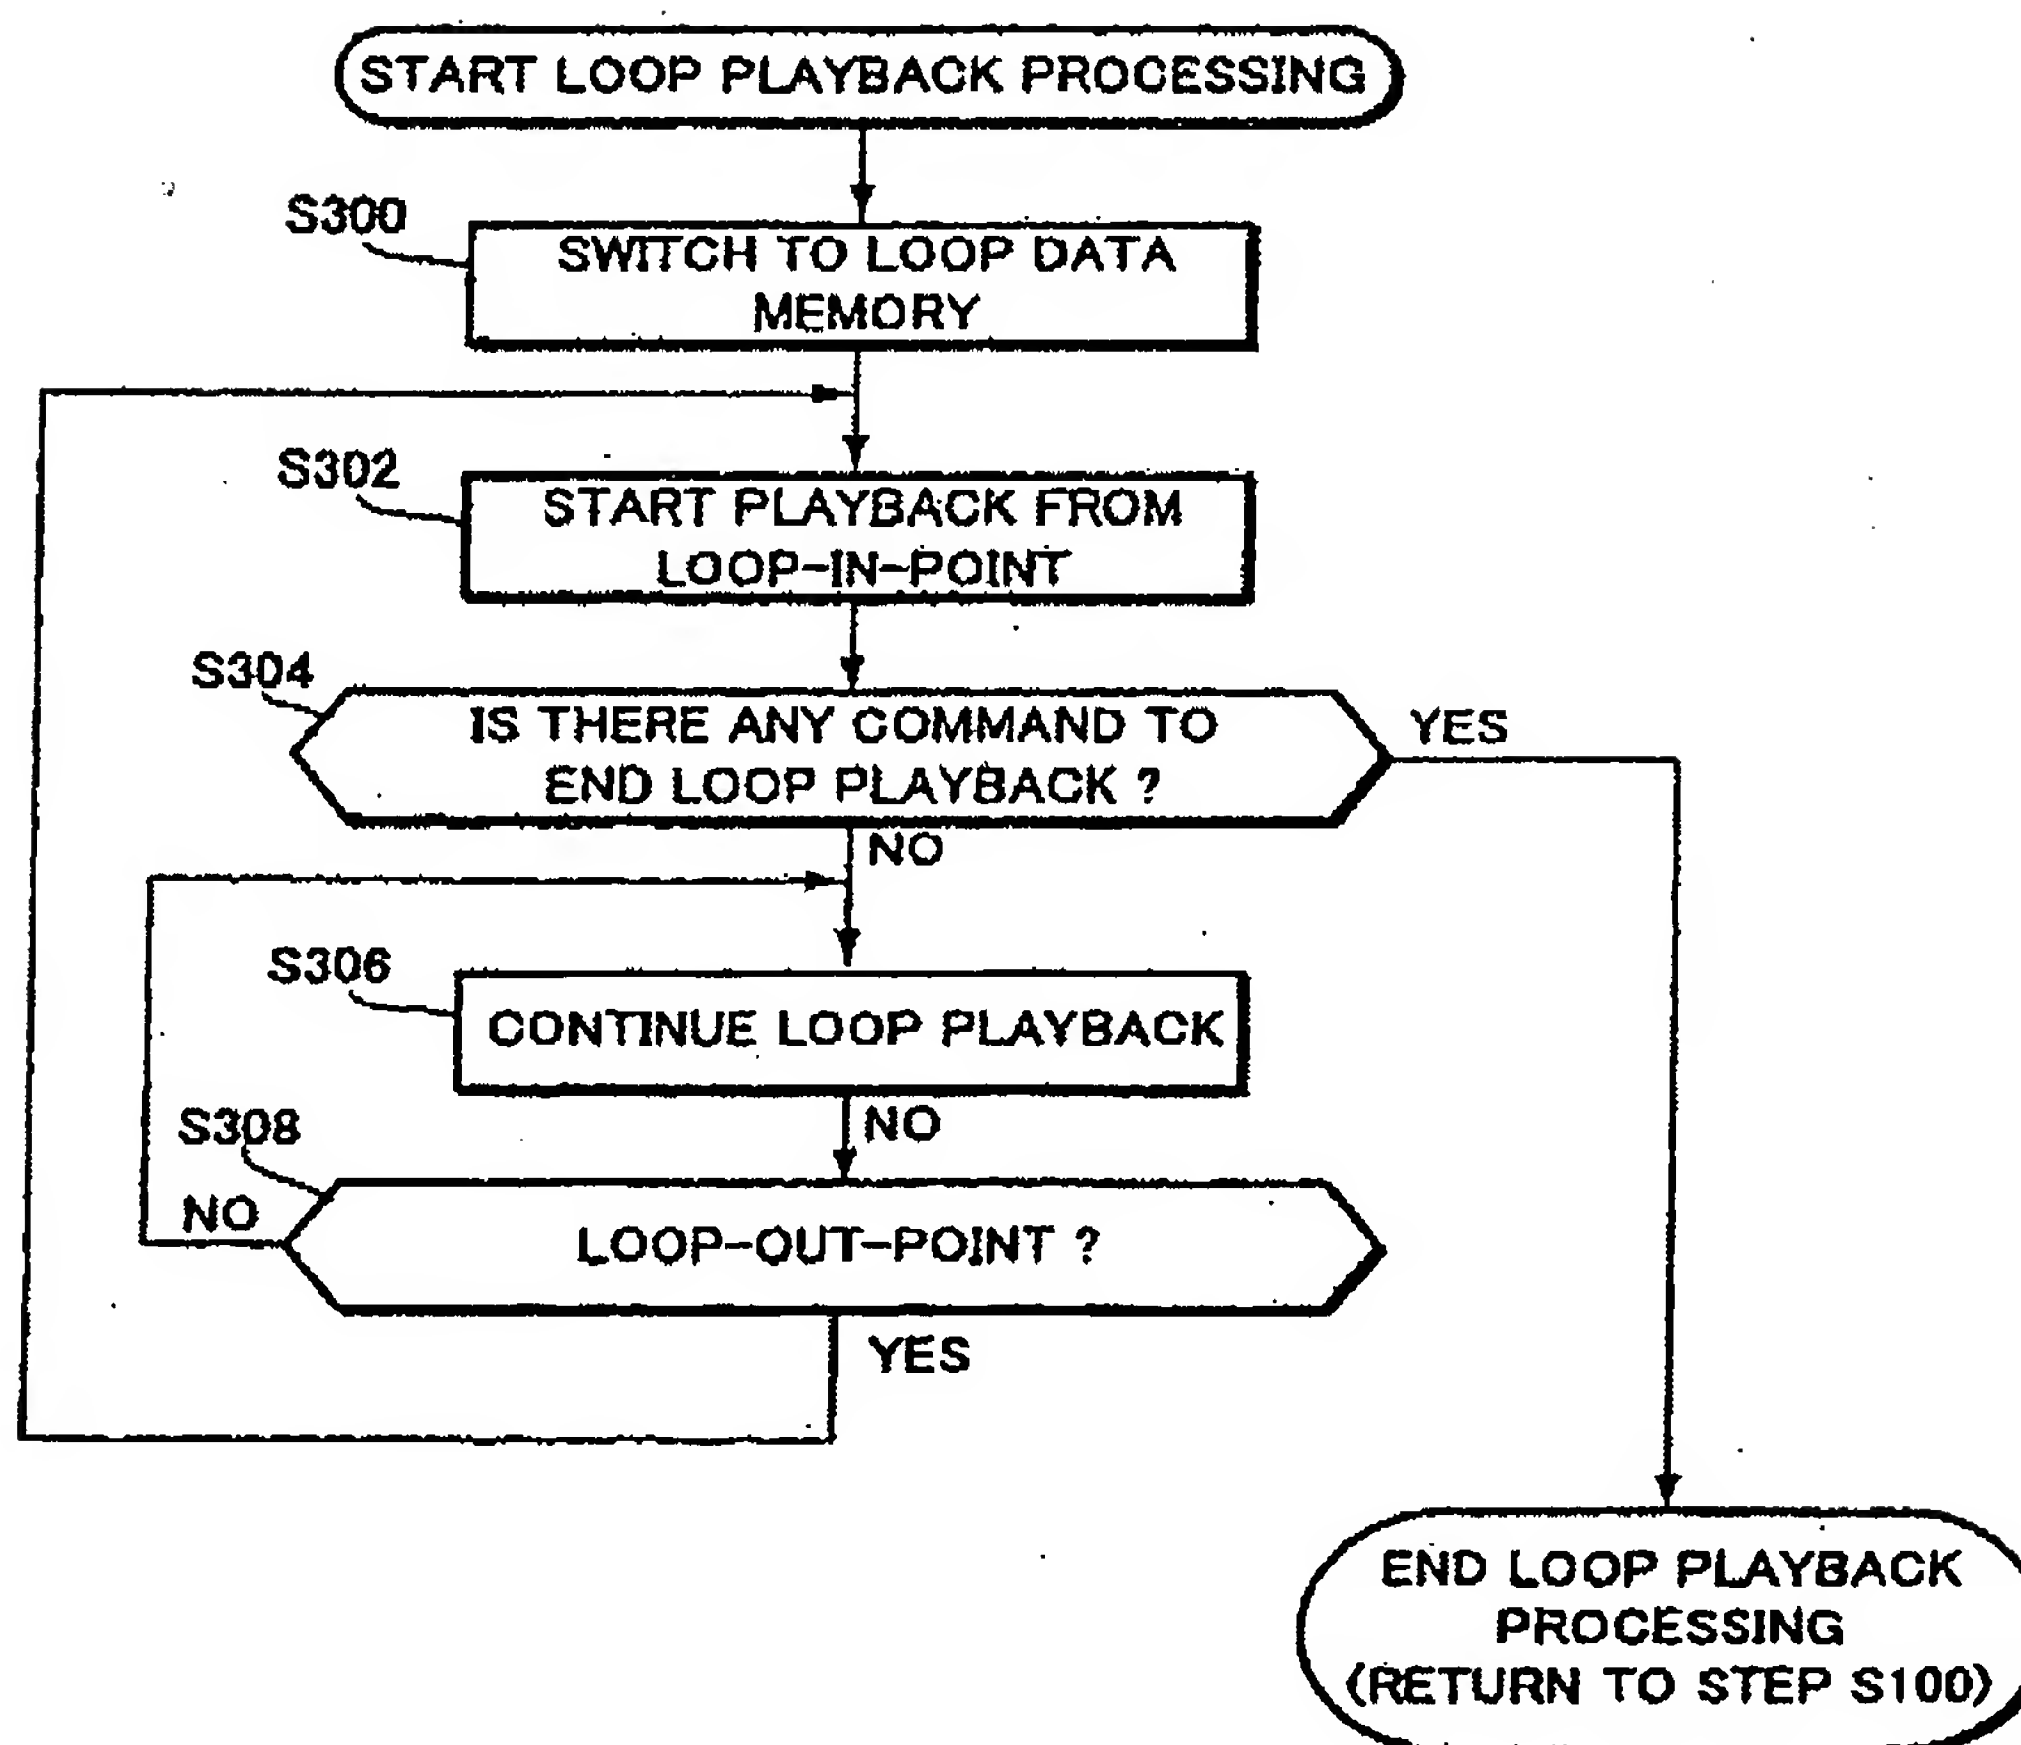 START LOOP PLAYBACK PROCESSING
S300
SWITCH TO LOOP DATA
MEMORY
S302
START PLAYBACK FROM
LOOP-IN-POINT
S304
IS THERE ANY COMMAND TO
END LOOP PLAYBACK ?
YES
NO
S306
CONTINUE LOOP PLAYBACK
NO
S308
NO
LOOP-OUT-POINT ?
YES
END LOOP PLAYBACK
PROCESSING
(RETURN TO STEP S100)